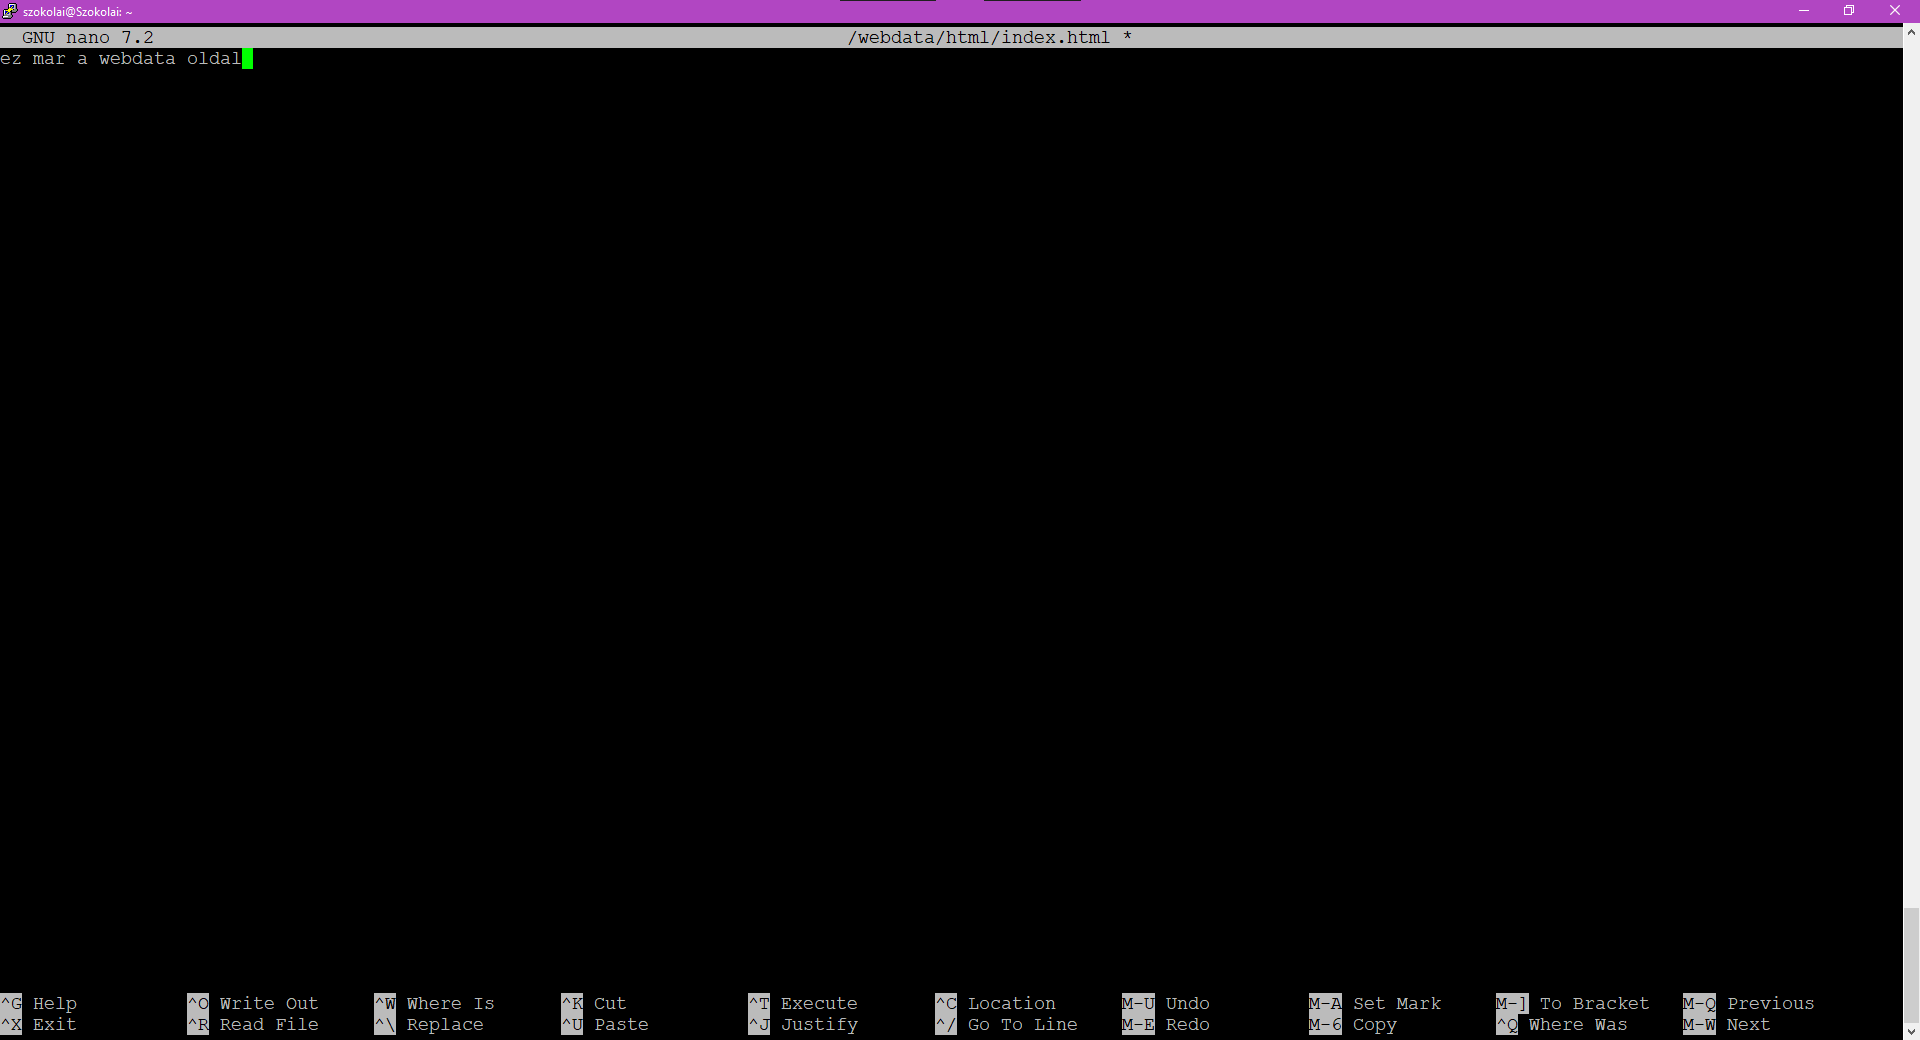 szokolai@Szokolai: ~
GNU nano 7.2 /webdata/html/index.html *
ez mar a webdata oldal
^G Help ^O Write Out ^W Where Is ^K Cut ^T Execute ^C Location M-U Undo M-A Set Mark M-] To Bracket M-Q Previous
^X Exit ^R Read File ^\ Replace ^U Paste ^J Justify ^/ Go To Line M-E Redo M-6 Copy ^Q Where Was M-W Next